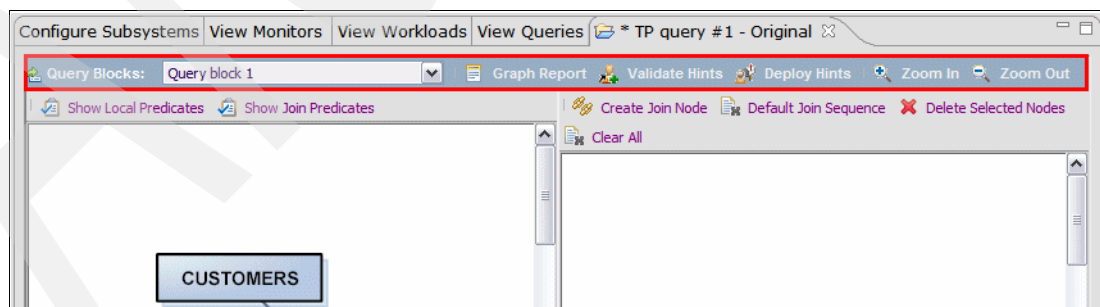 Configure Subsystems View Monitors View Workloads View Queries * TP query #1 - Original
Query Blocks: Query block 1 Graph Report Validate Hints Deploy Hints Zoom In Zoom Out
Show Local Predicates Show Join Predicates Create Join Node Default Join Sequence Delete Selected Nodes
Clear All
CUSTOMERS